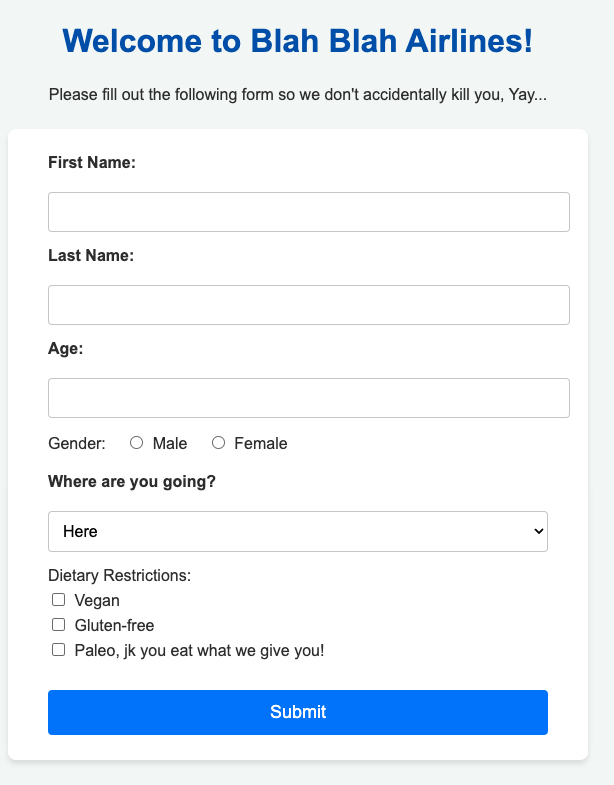 Welcome to Blah Blah Airlines!
Please fill out the following form so we don't accidentally kill you, Yay...
First Name:
Last Name:
Age:
Gender: Male Female
Where are you going?
Here
Dietary Restrictions:
Vegan
Gluten-free
Paleo, jk you eat what we give you!
Submit